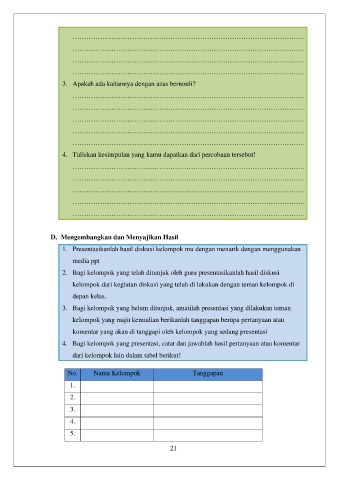 3. Apakah ada kaitannya dengan azas bernouli?
4. Tuliskan kesimpulan yang kamu dapatkan dari percobaan tersebut!
D. Mengembangkan dan Menyajikan Hasil
1. Presentasikanlah hasil diskusi kelompok mu dengan menarik dengan menggunakan
media ppt
2. Bagi kelompok yang telah ditunjuk oleh guru presentasikanlah hasil diskusi
kelompok dari kegiatan diskusi yang telah di lakukan dengan teman kelompok di
depan kelas.
3. Bagi kelompok yang belum ditunjuk, amatilah presentasi yang dilakukan teman
kelompok yang maju kemudian berikanlah tanggapan berupa pertanyaan atau
komentar yang akan di tanggapi oleh kelompok yang sedang presentasi
4. Bagi kelompok yang presentasi, catat dan jawablah hasil pertanyaan atau komentar
dari kelompok lain dalam tabel berikut!
No. Nama Kelompok Tanggapan
1.
2.
3.
4.
5.
21